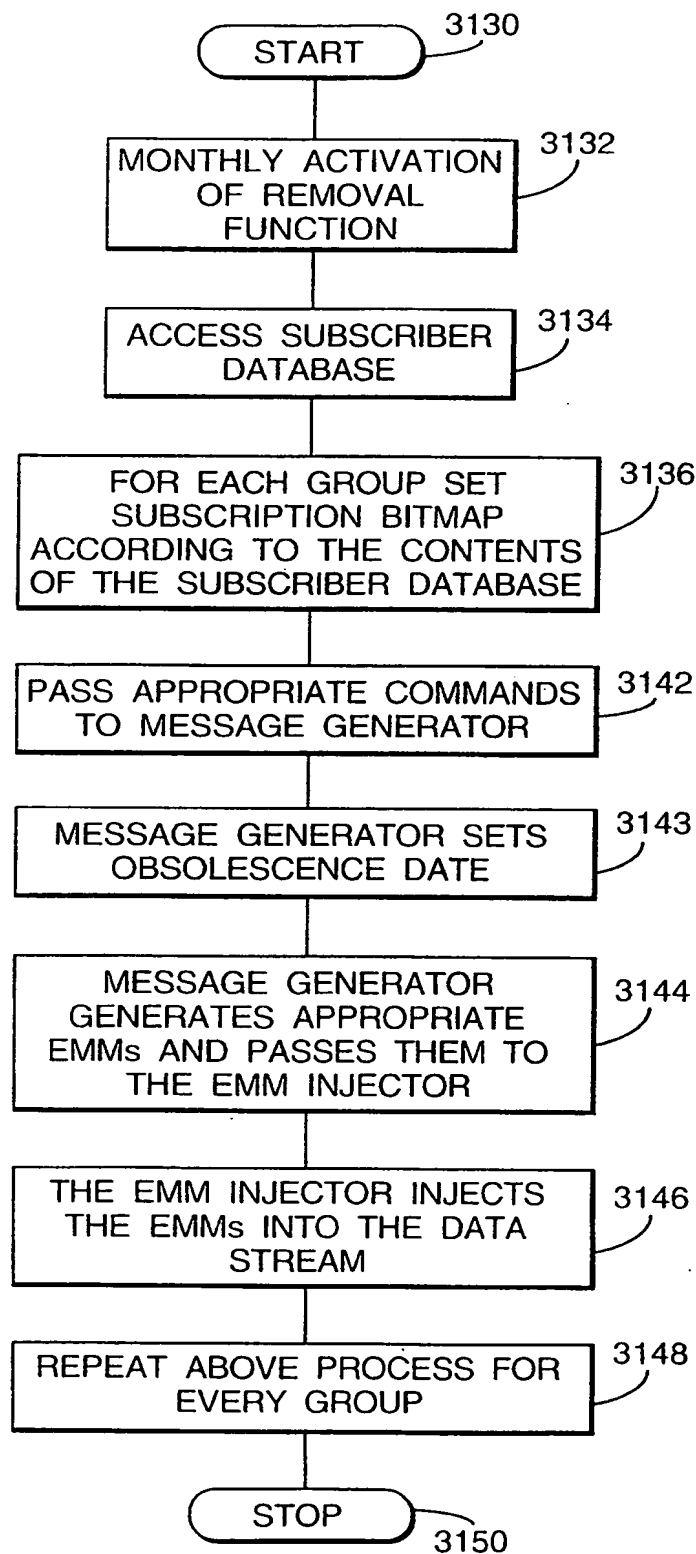 3130
START
3132
MONTHLY ACTIVATION
OF REMOVAL
FUNCTION
3134
ACCESS SUBSCRIBER
DATABASE
3136
FOR EACH GROUP SET
SUBSCRIPTION BITMAP
ACCORDING TO THE CONTENTS
OF THE SUBSCRIBER DATABASE
3142
PASS APPROPRIATE COMMANDS
TO MESSAGE GENERATOR
3143
MESSAGE GENERATOR SETS
OBSOLESCENCE DATE
3144
MESSAGE GENERATOR
GENERATES APPROPRIATE
EMMs AND PASSES THEM TO
THE EMM INJECTOR
3146
THE EMM INJECTOR INJECTS
THE EMMs INTO THE DATA
STREAM
3148
REPEAT ABOVE PROCESS FOR
EVERY GROUP
STOP
3150